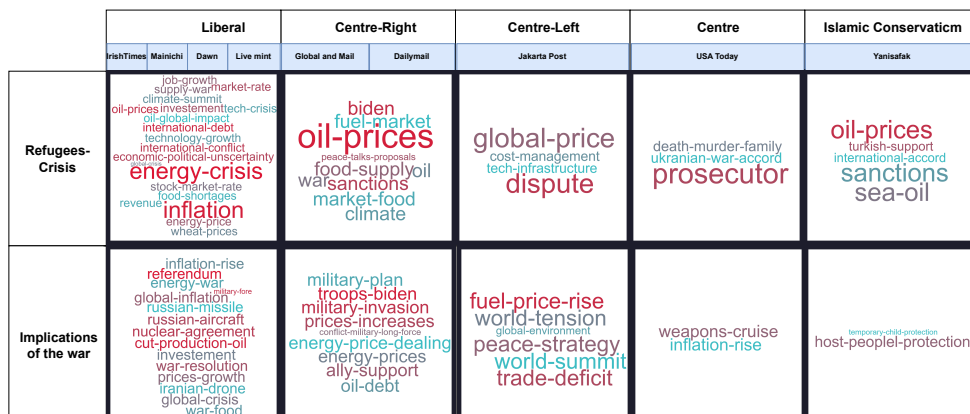 Liberal Centre-Right Centre-Left Centre Islamic Conservaticm
IrishTimes Mainichi Dawn Live mint Global and Mail Dailymail Jakarta Post USA Today Yanisafak
Refugees-
Crisis
job-growth
supply-war market-rate
climate-summit
oil-prices investement tech-crisis
oil-global-impact
international-debt
technology-growth
international-conflict
economic-political-uncertainty
global-crisis
energy-crisis
stock-market-rate
food-shortages
revenue inflation
energy-price
wheat-prices
biden
fuel-market
oil-prices
peace-talks-proposals
food-supply oil
war sanctions
market-food
climate
global-price
cost-management
tech-infrastructure
dispute
death-murder-family
ukranian-war-accord
prosecutor
oil-prices
turkish-support
international-accord
sanctions
sea-oil
Implications
of the war
inflation-rise
referendum
energy-war
military-fore
global-inflation
russian-missile
russian-aircraft
nuclear-agreement
cut-production-oil
investement
war-resolution
prices-growth
iranian-drone
global-crisis
war-food
military-plan
troops-biden
military-invasion
prices-increases
conflict-military-long-force
energy-price-dealing
energy-prices
ally-support
oil-debt
fuel-price-rise
world-tension
global-environment
peace-strategy
world-summit
trade-deficit
weapons-cruise
inflation-rise
temporary-child-protection
host-peoplel-protection